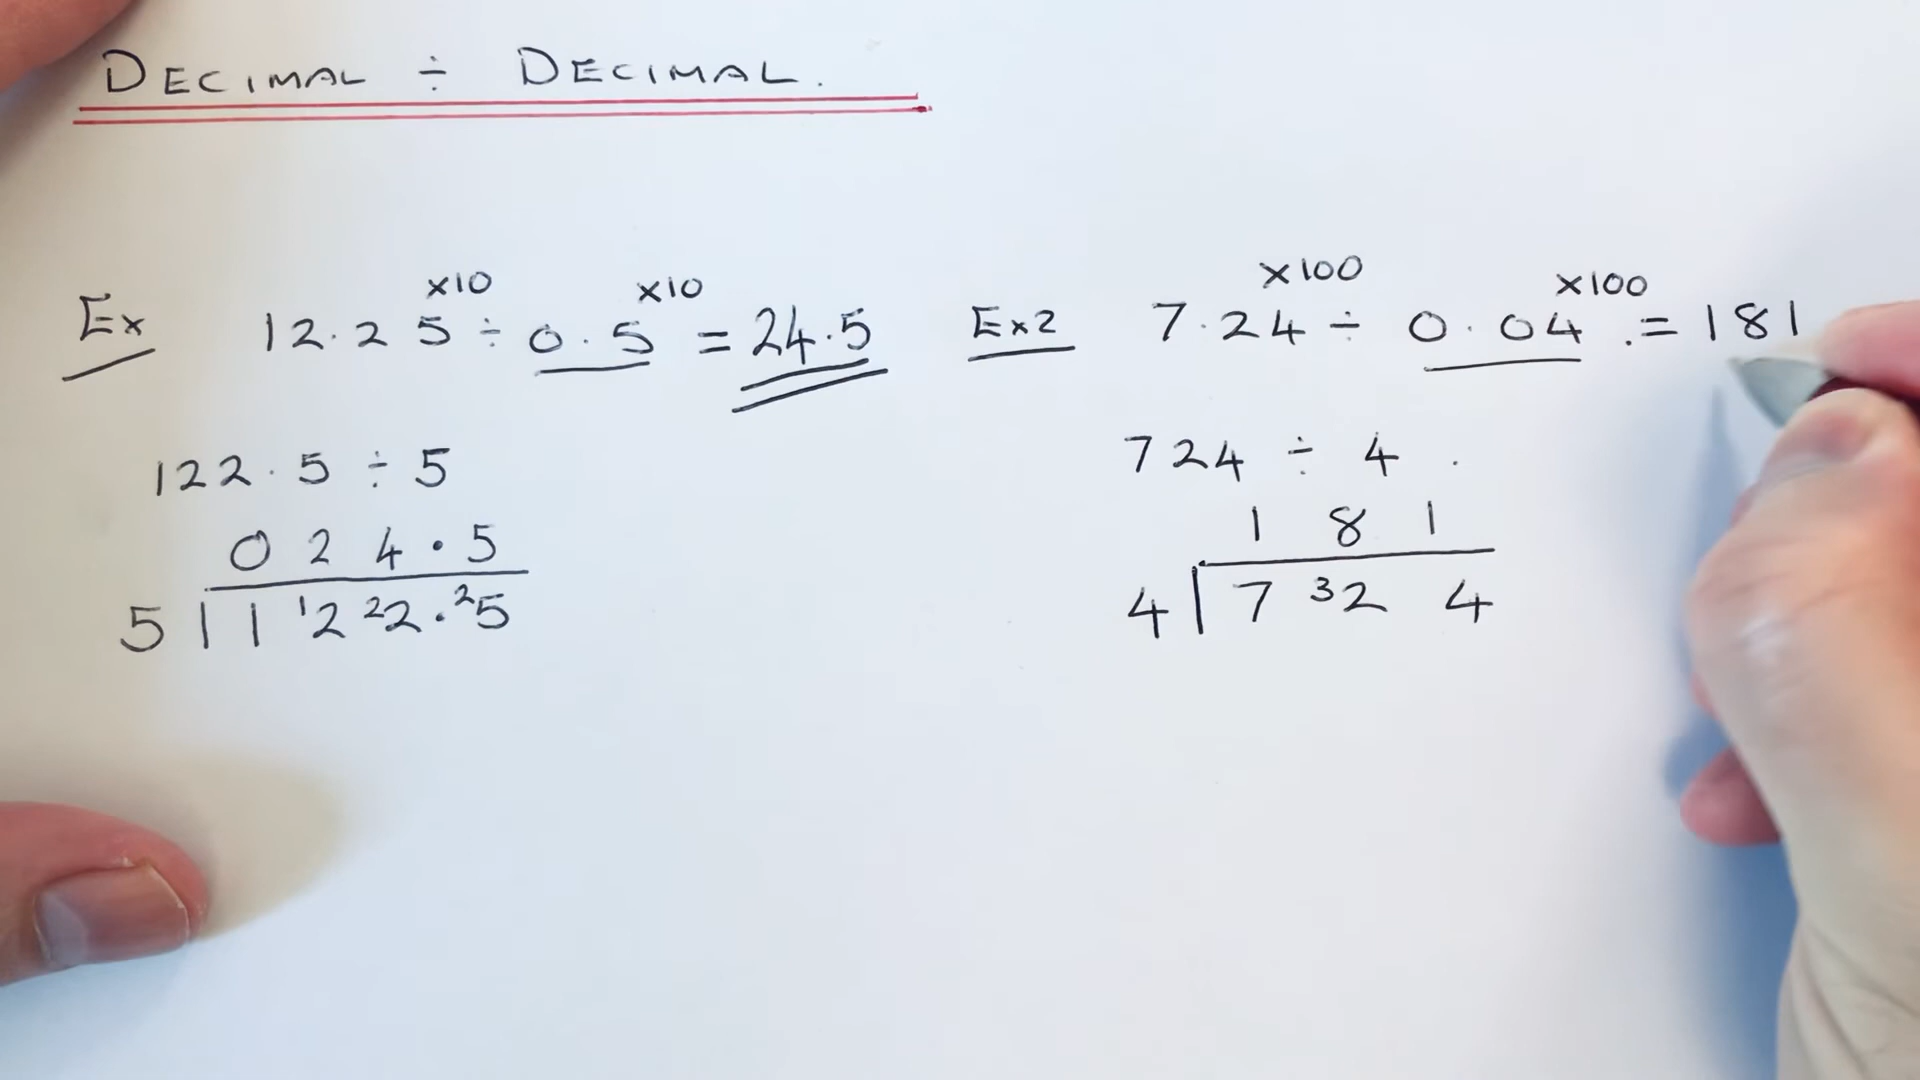 DECIMAL ÷ DECIMAL.
Ex
×10 ×10
12.25 ÷ 0.5 = 24.5
122.5 ÷ 5
024.5
5 | 1 ¹2 ²2.²5
Ex2
×100 ×100
7.24 ÷ 0.04 .= 181
724 ÷ 4 .
181
4 | 7 ³2 4